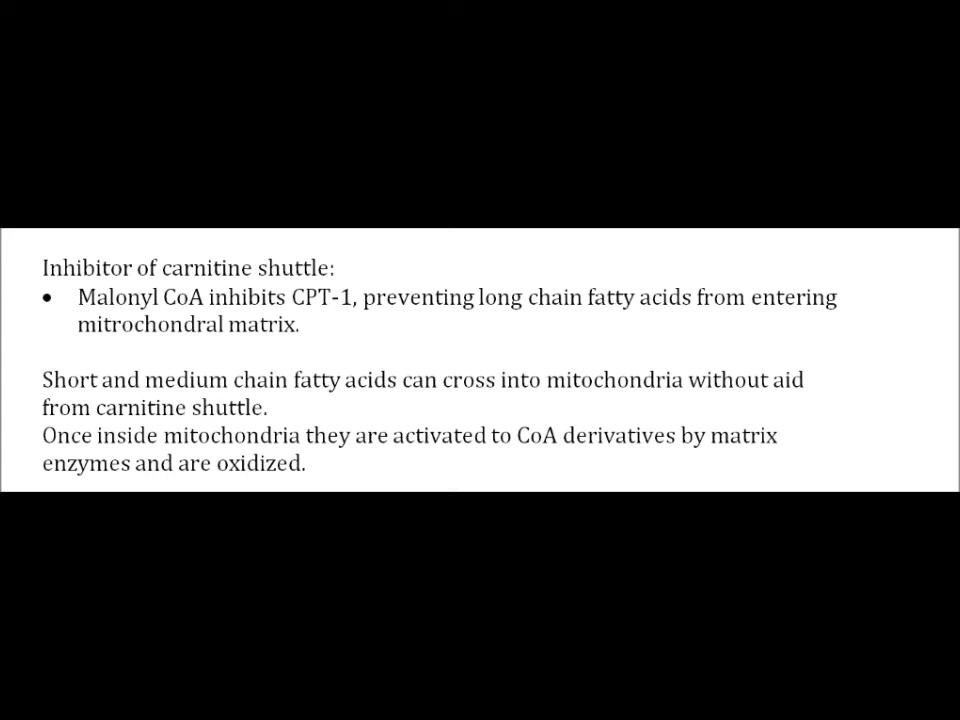 Inhibitor of carnitine shuttle:
• Malonyl CoA inhibits CPT-1, preventing long chain fatty acids from entering
mitrochondral matrix.
Short and medium chain fatty acids can cross into mitochondria without aid
from carnitine shuttle.
Once inside mitochondria they are activated to CoA derivatives by matrix
enzymes and are oxidized.